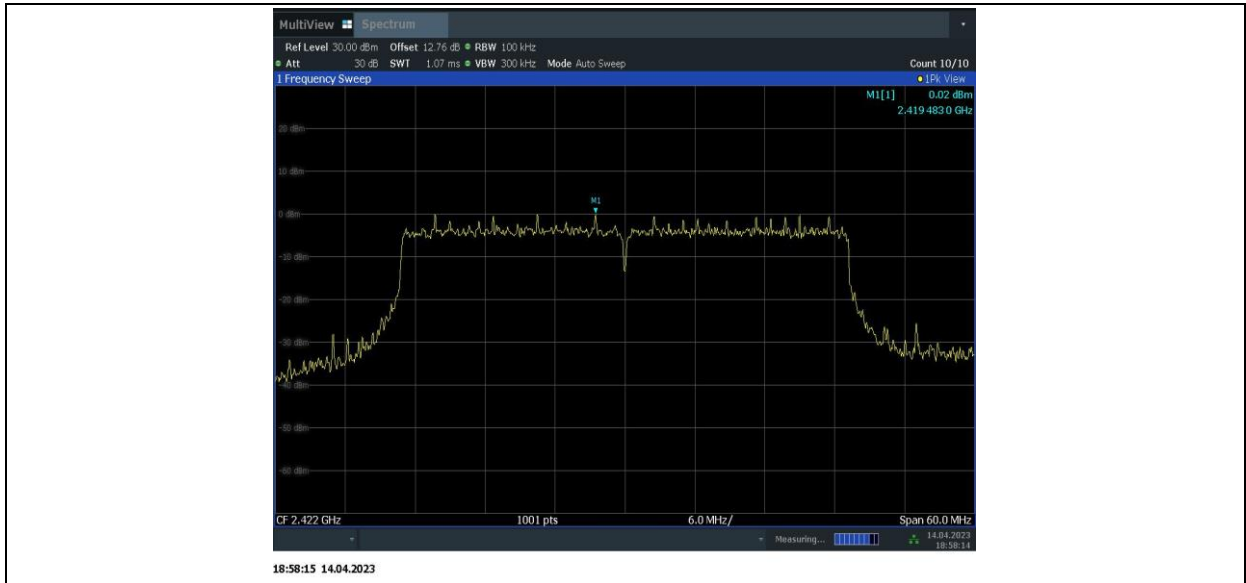 MultiView Spectrum
Ref Level 30.00 dBm Offset 12.76 dB RBW 100 kHz
Att 30 dB SWT 1.07 ms VBW 300 kHz Mode Auto Sweep Count 10/10
1 Frequency Sweep 1Pk View
M1[1] 0.02 dBm
2.419 483 0 GHz
20 dBm
10 dBm
M1
0 dBm
-10 dBm
-20 dBm
-30 dBm
-40 dBm
-50 dBm
-60 dBm
CF 2.422 GHz 1001 pts 6.0 MHz/ Span 60.0 MHz
Measuring... 14.04.2023
18:58:14
18:58:15 14.04.2023